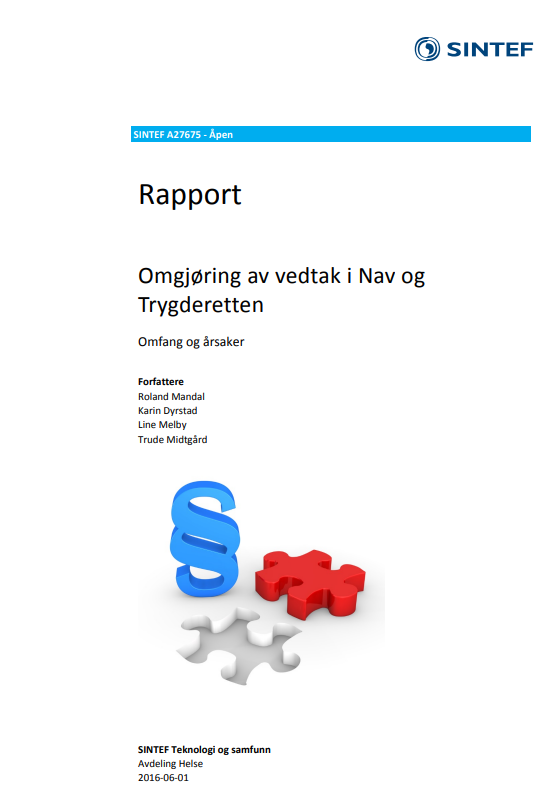 SINTEF
SINTEF A27675 - Åpen
Rapport
Omgjøring av vedtak i Nav og
Trygderetten
Omfang og årsaker
Forfattere
Roland Mandal
Karin Dyrstad
Line Melby
Trude Midtgård
§
SINTEF Teknologi og samfunn
Avdeling Helse
2016-06-01